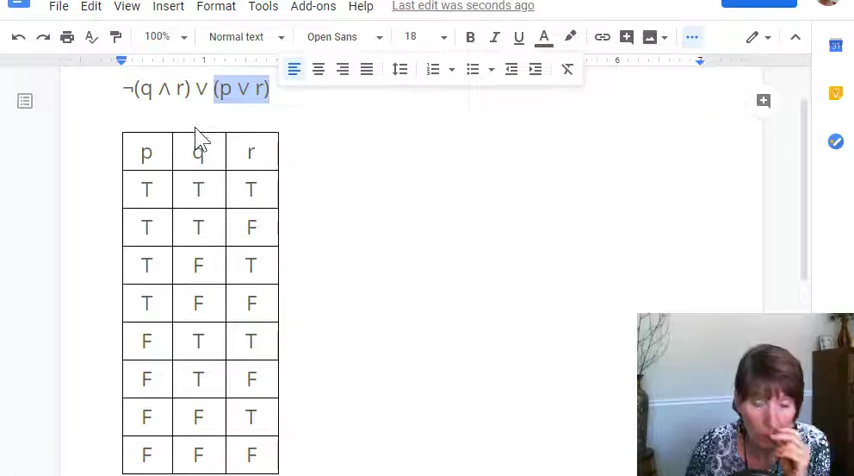 File Edit View Insert Format Tools Add-ons Help Last edit was seconds ago
100% Normal text Open Sans 18 B I U A
1
¬(q ∧ r) ∨ (p ∨ r)
p q r
T T T
T T F
T F T
T F F
F T T
F T F
F F T
F F F